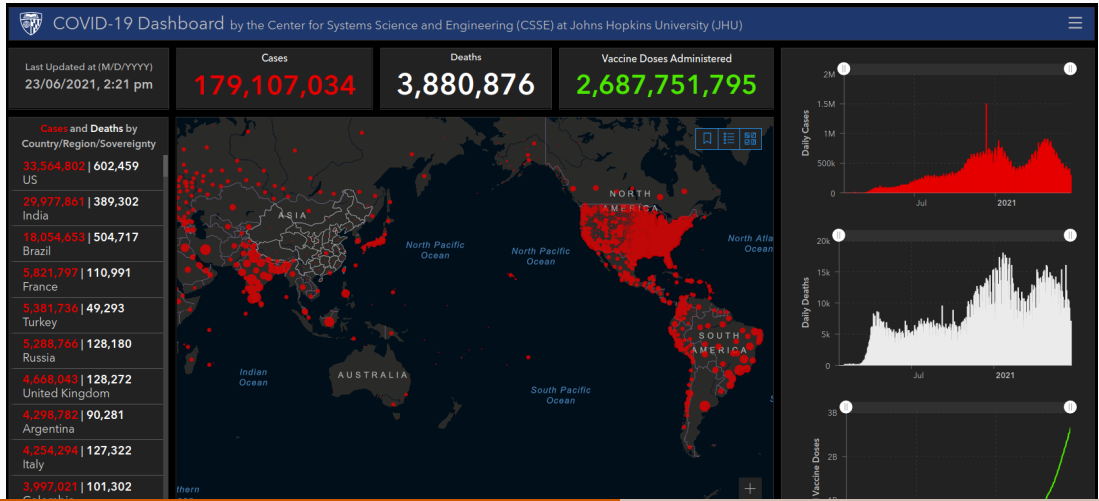 COVID-19 Dashboard by the Center for Systems Science and Engineering (CSSE) at Johns Hopkins University (JHU)
Last Updated at (M/D/YYYY)
23/06/2021, 2:21 pm
Cases
179,107,034
Deaths
3,880,876
Vaccine Doses Administered
2,687,751,795
Cases and Deaths by
Country/Region/Sovereignty
33,564,802 | 602,459
US
29,977,861 | 389,302
India
18,054,653 | 504,717
Brazil
5,821,797 | 110,991
France
5,381,736 | 49,293
Turkey
5,288,766 | 128,180
Russia
4,668,043 | 128,272
United Kingdom
4,298,782 | 90,281
Argentina
4,254,294 | 127,322
Italy
3,997,021 | 101,302
Colombia
ASIA
NORTH
AMERICA
North Pacific
Ocean
North Pacific
Ocean
North Atla
Ocean
SOUTH
AMERICA
Indian
Ocean
AUSTRALIA
South Pacific
Ocean
thern
Daily Cases
2M
1.5M
1M
500k
0
Jul
2021
Daily Deaths
20k
15k
10k
5k
0
Jul
2021
Vaccine Doses
3B
2B